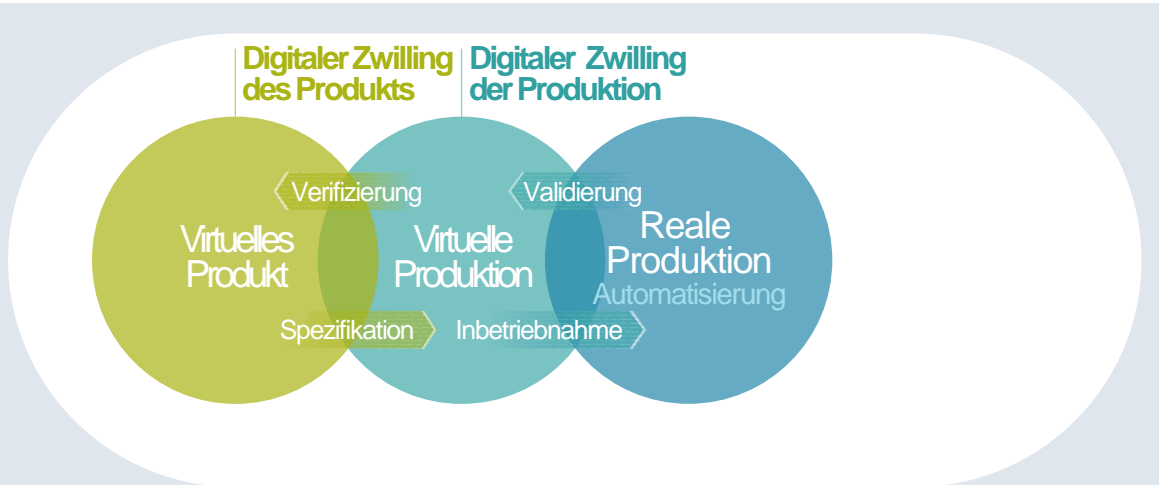 Digitaler Zwilling
des Produkts
Digitaler Zwilling
der Produktion
Verifizierung
Validierung
Virtuelles
Produkt
Virtuelle
Produktion
Reale
Produktion
Automatisierung
Spezifikation
Inbetriebnahme